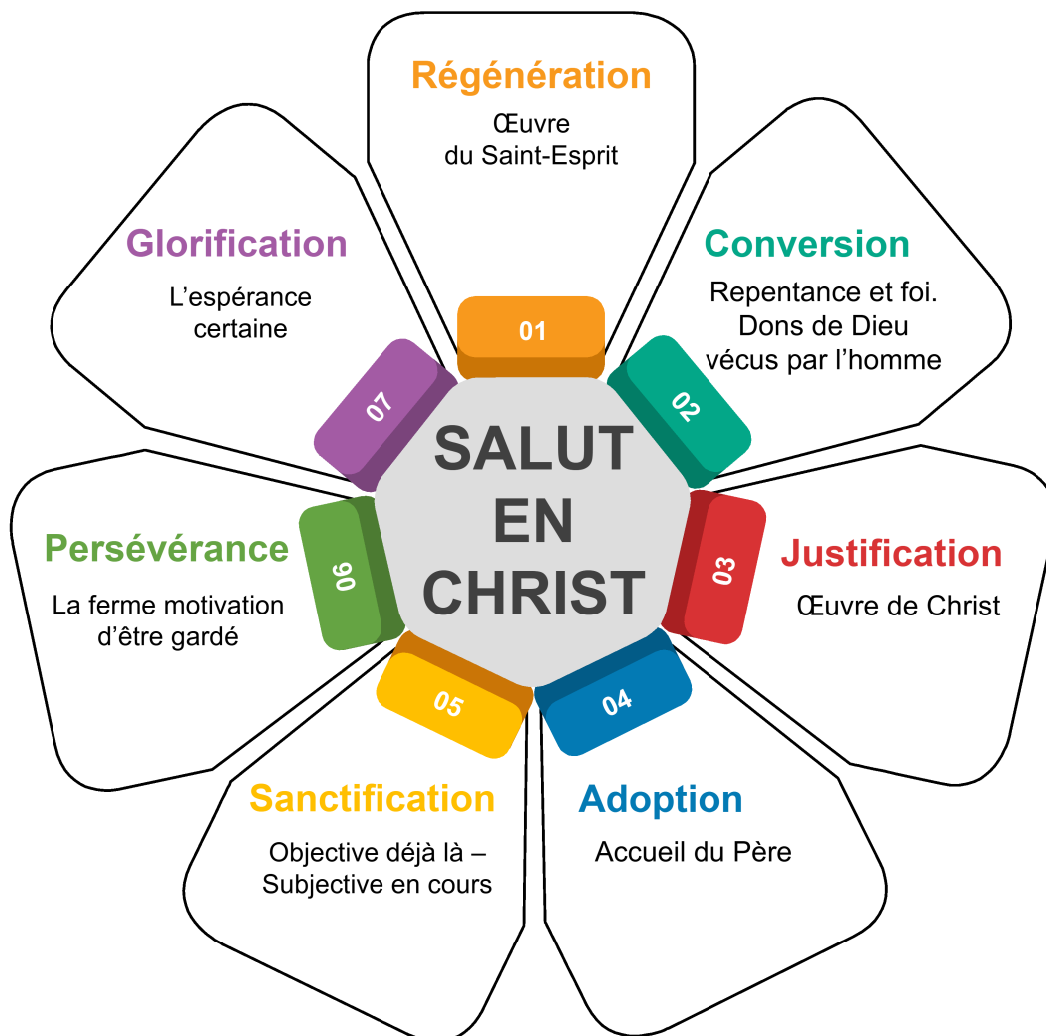 Régénération
Œuvre
du Saint-Esprit
01
Conversion
Repentance et foi.
Dons de Dieu
vécus par l’homme
02
Justification
Œuvre de Christ
03
Adoption
Accueil du Père
04
Sanctification
Objective déjà là –
Subjective en cours
05
Persévérance
La ferme motivation
d’être gardé
06
Glorification
L’espérance
certaine
07
SALUT
EN
CHRIST